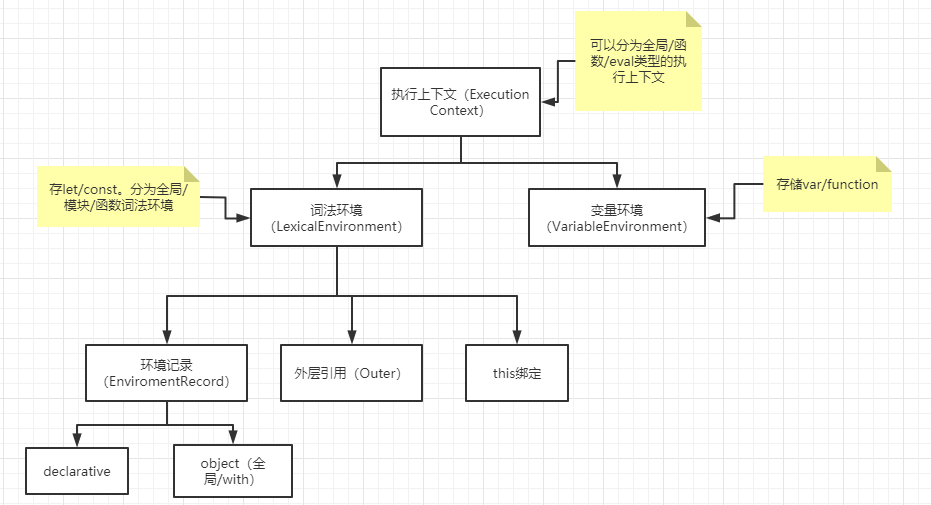 可以分为全局/函
数/eval类型的执
行上下文
执行上下文（Execution
Context）
存let/const。分为全局/
模块/函数词法环境
词法环境
（LexicalEnvironment）
变量环境
（VariableEnvironment）
存储var/function
环境记录
（EnviromentRecord）
外层引用（Outer）
this绑定
declarative
object（全
局/with）